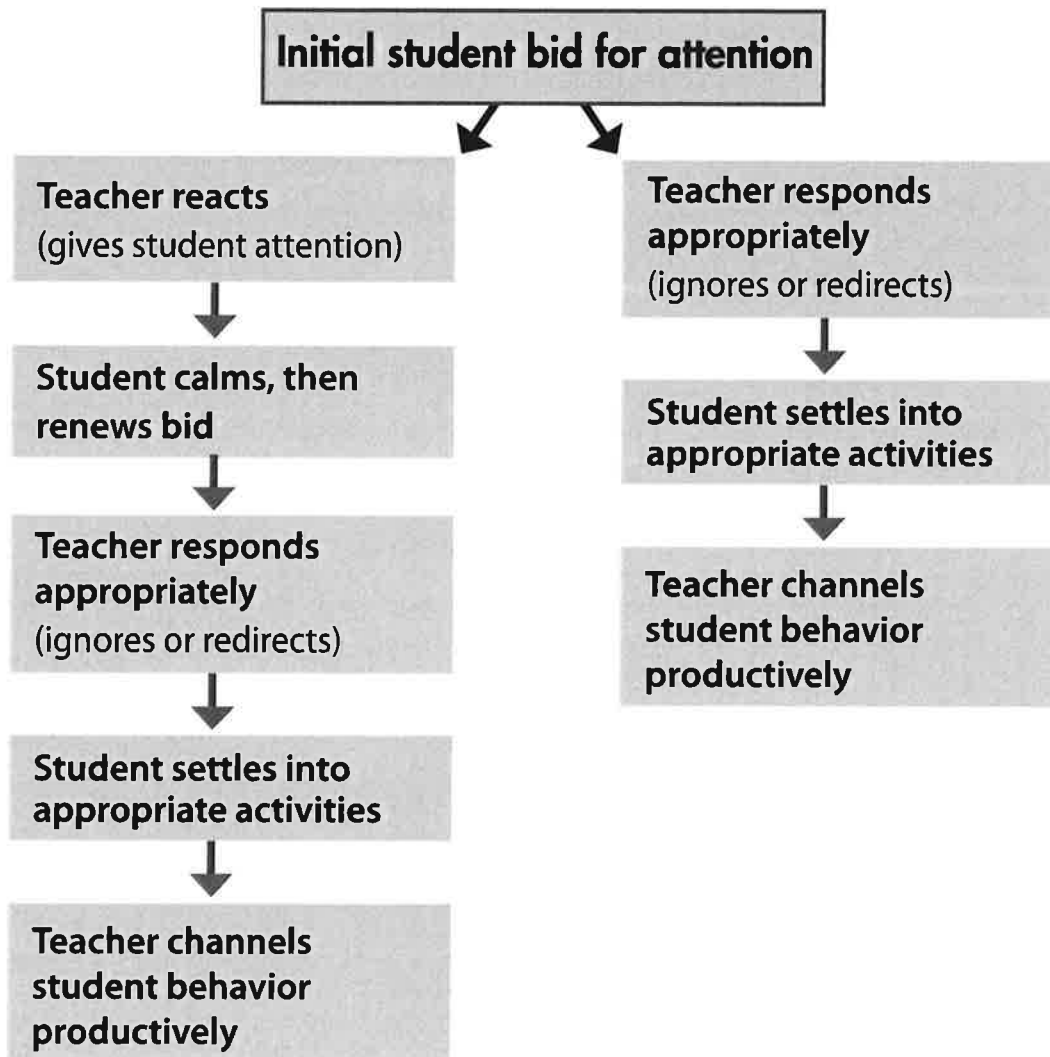 Initial student bid for attention
Teacher reacts
(gives student attention)
Student calms, then
renews bid
Teacher responds
appropriately
(ignores or redirects)
Student settles into
appropriate activities
Teacher channels
student behavior
productively
Teacher responds
appropriately
(ignores or redirects)
Student settles into
appropriate activities
Teacher channels
student behavior
productively